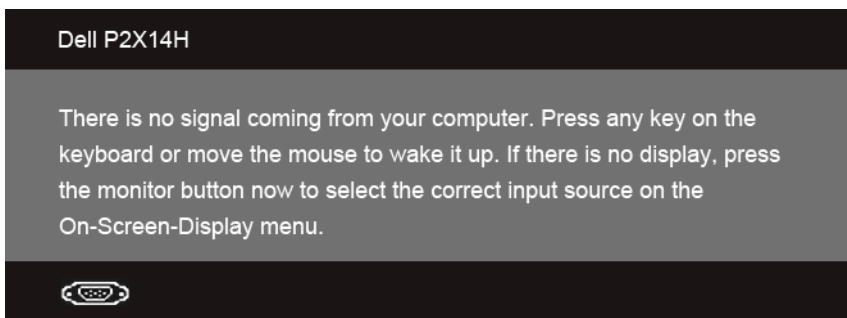 Dell P2X14H
There is no signal coming from your computer. Press any key on the
keyboard or move the mouse to wake it up. If there is no display, press
the monitor button now to select the correct input source on the
On-Screen-Display menu.